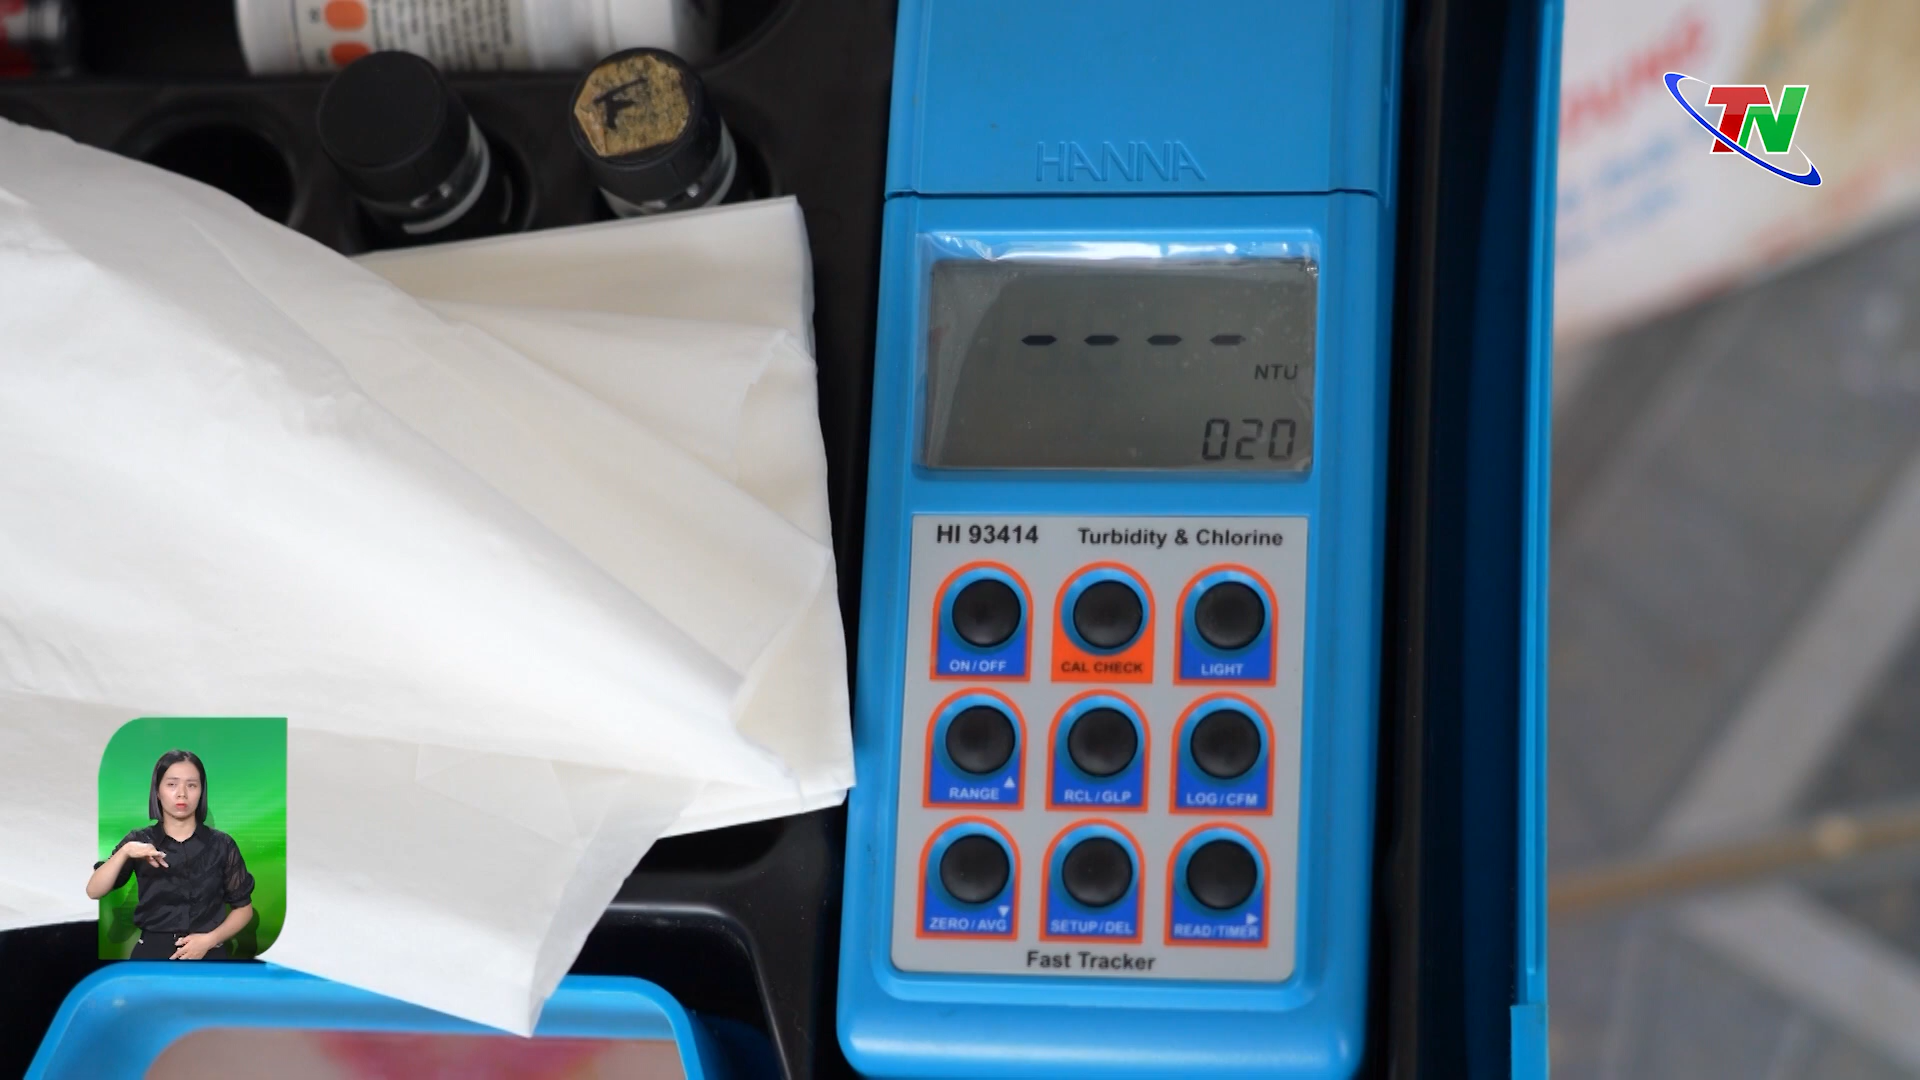 TN
F
HANNA
- - - -
NTU
020
HI 93414 Turbidity & Chlorine
ON/OFF CAL CHECK LIGHT
RANGE RCL/GLP LOG/CFM
ZERO/AVG SETUP/DEL READ/TIMER
Fast Tracker